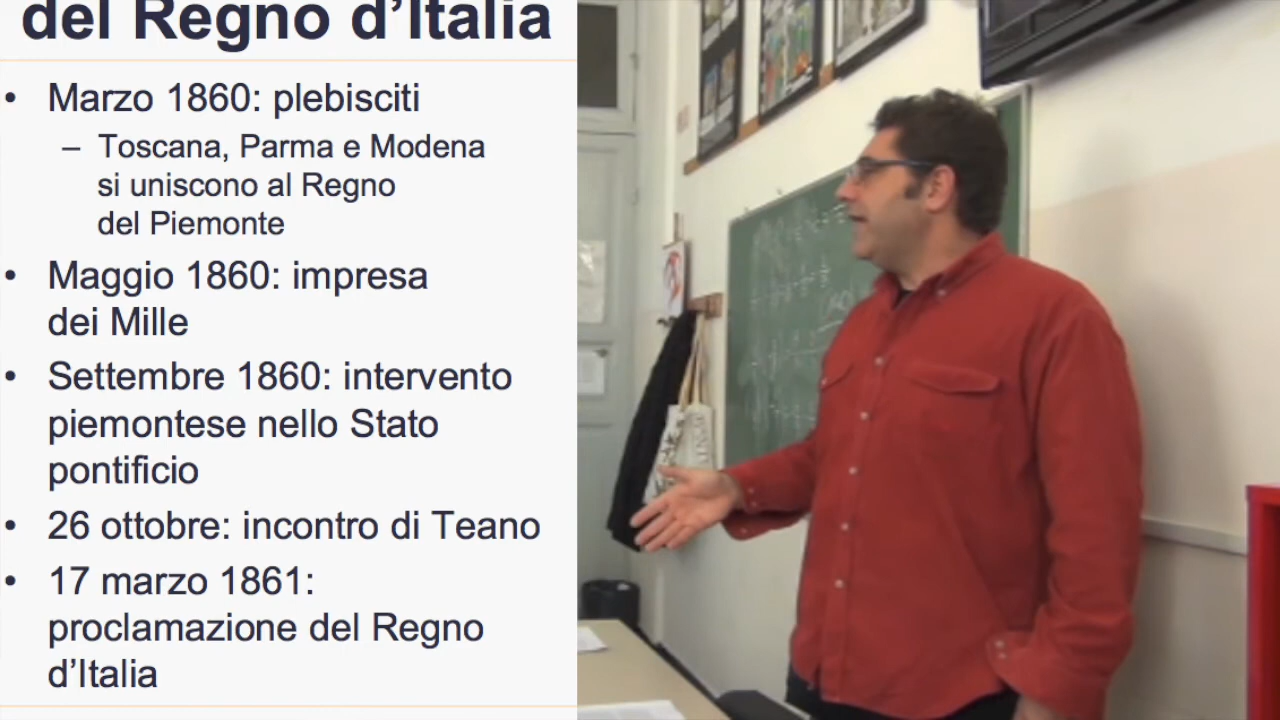 del Regno d’Italia
• Marzo 1860: plebisciti
– Toscana, Parma e Modena
si uniscono al Regno
del Piemonte
• Maggio 1860: impresa
dei Mille
• Settembre 1860: intervento
piemontese nello Stato
pontificio
• 26 ottobre: incontro di Teano
• 17 marzo 1861:
proclamazione del Regno
d’Italia